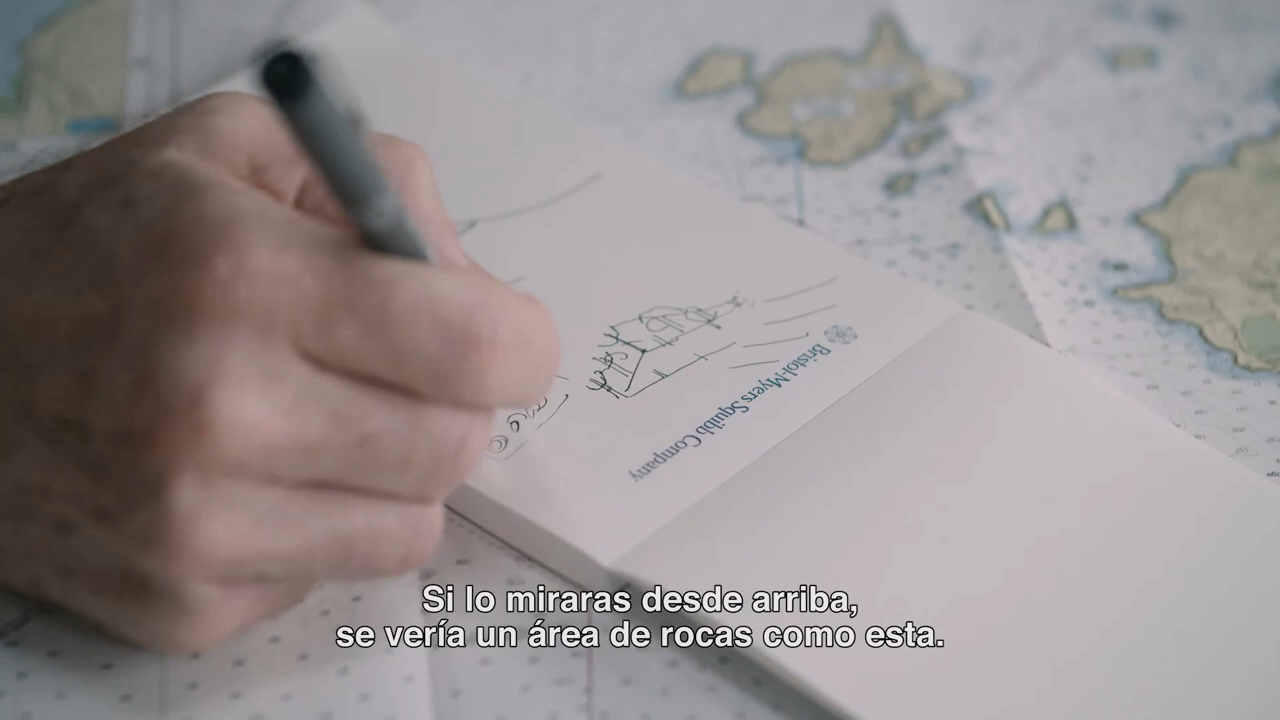 Bristol-Myers Squibb Company
Si lo miraras desde arriba,
se vería un área de rocas como esta.